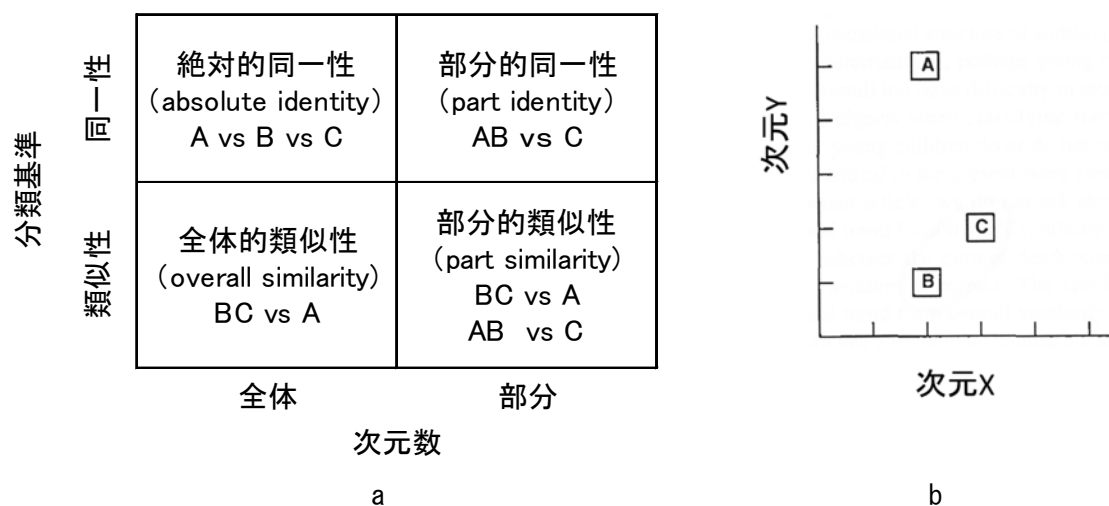 分類基準
同一性
類似性
絶対的同一性
(absolute identity)
A vs B vs C
部分的同一性
(part identity)
AB vs C
全体的類似性
(overall similarity)
BC vs A
部分的類似性
(part similarity)
BC vs A
AB vs C
全体
部分
次元数
a
次元Y
A
C
B
次元X
b